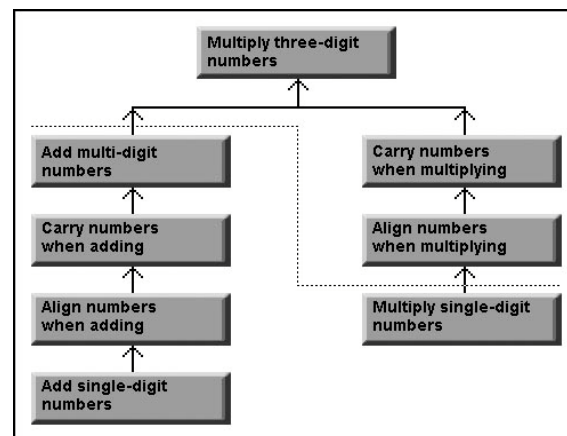 Multiply three-digit
numbers
Add multi-digit
numbers
Carry numbers
when adding
Align numbers
when adding
Add single-digit
numbers
Carry numbers
when multiplying
Align numbers
when multiplying
Multiply single-digit
numbers